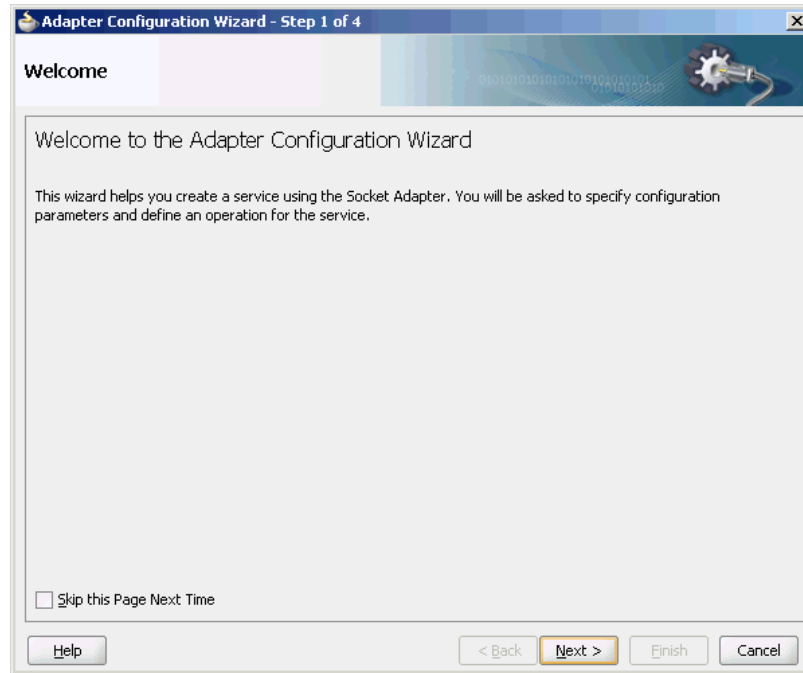 Adapter Configuration Wizard - Step 1 of 4
Welcome
Welcome to the Adapter Configuration Wizard
This wizard helps you create a service using the Socket Adapter. You will be asked to specify configuration
parameters and define an operation for the service.
Skip this Page Next Time
Help
< Back
Next >
Finish
Cancel